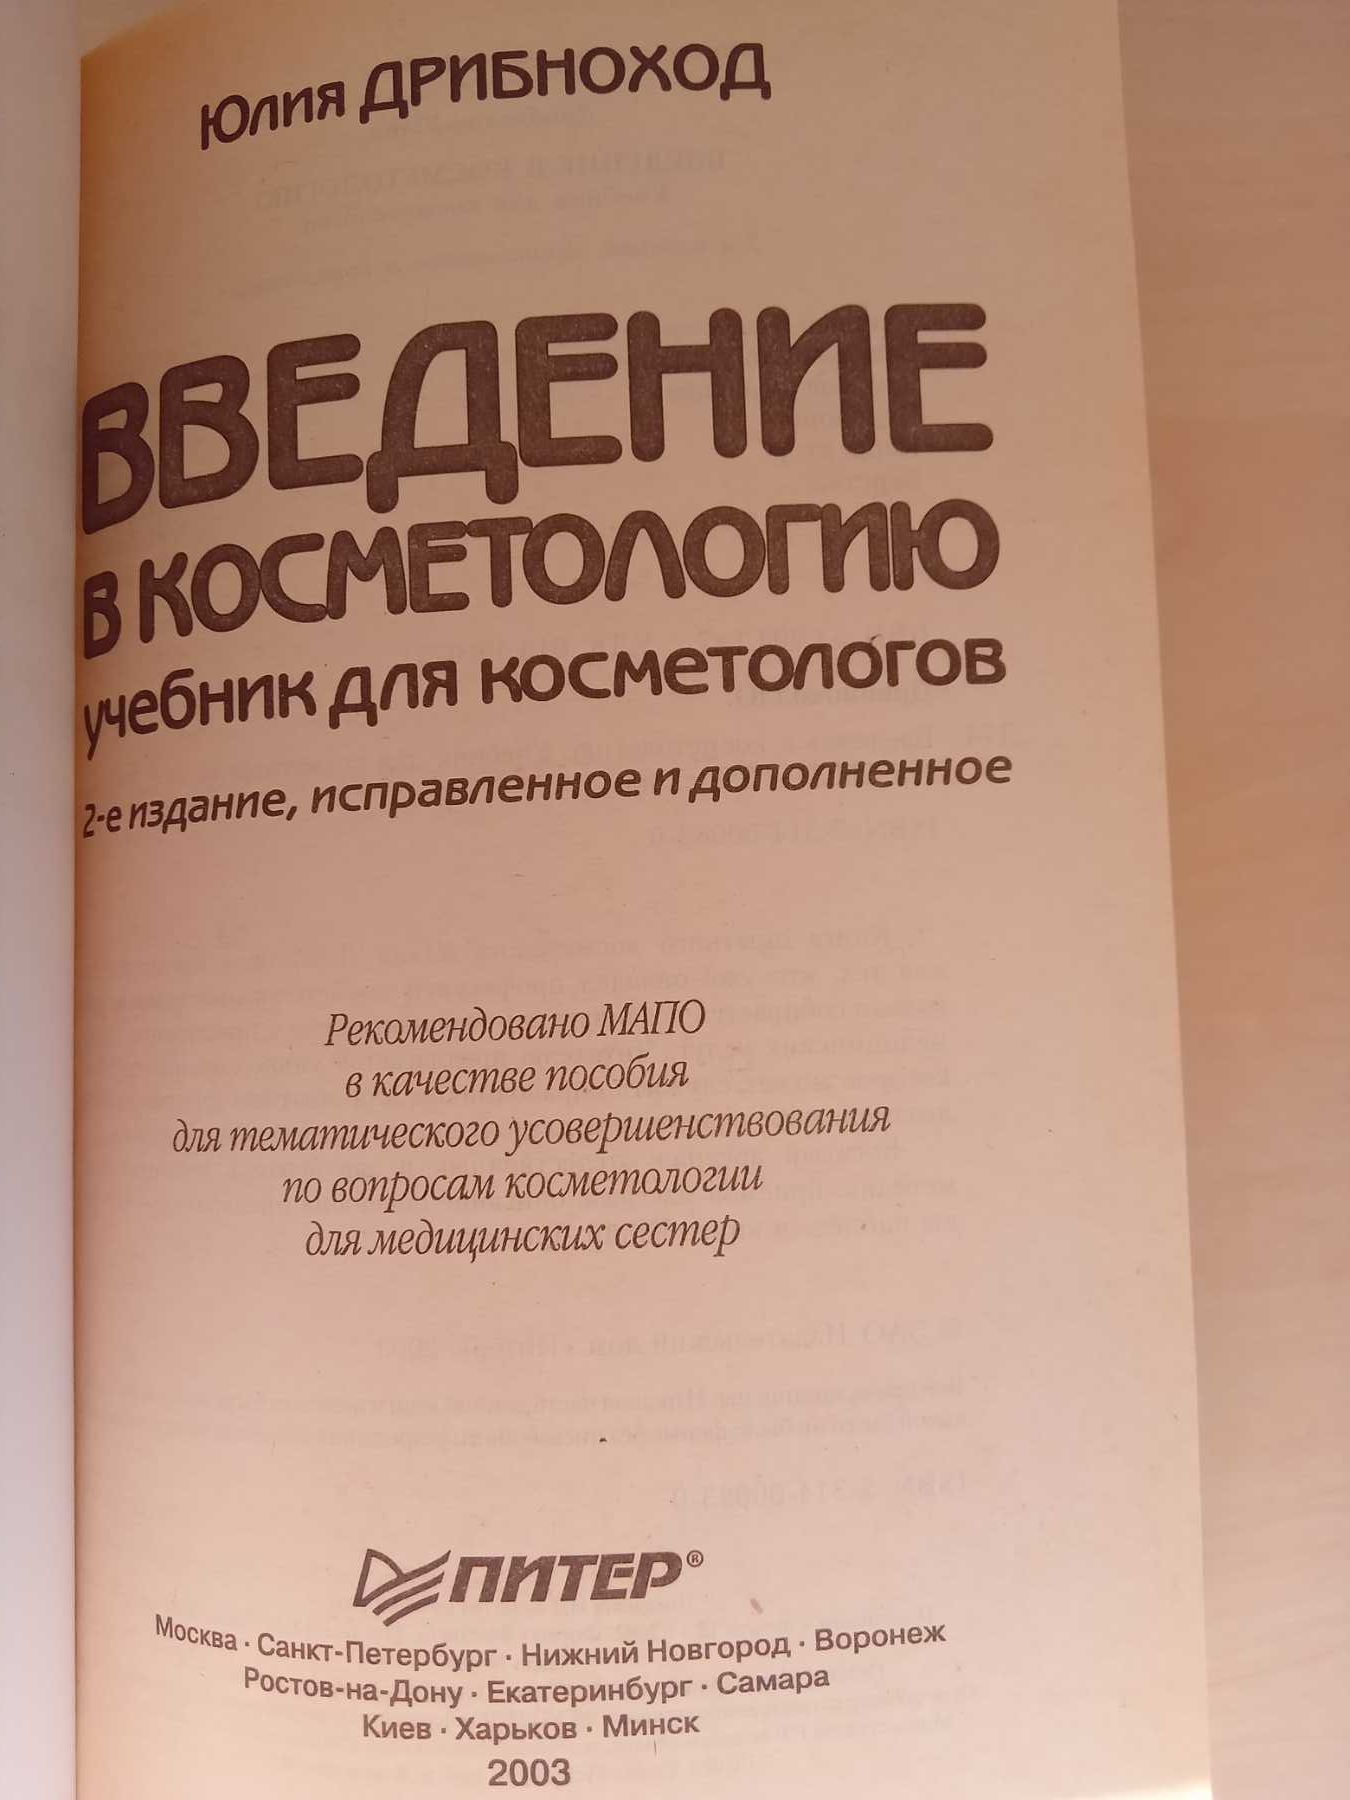 Юлия ДРИБНОХОД
ВВЕДЕНИЕ
В КОСМЕТОЛОГИЮ
учебник для косметологов
2-е издание, исправленное и дополненное
Рекомендовано МАПО
в качестве пособия
для тематического усовершенствования
по вопросам косметологии
для медицинских сестер
ПИТЕР®
Москва · Санкт-Петербург · Нижний Новгород · Воронеж
Ростов-на-Дону · Екатеринбург · Самара
Киев · Харьков · Минск
2003